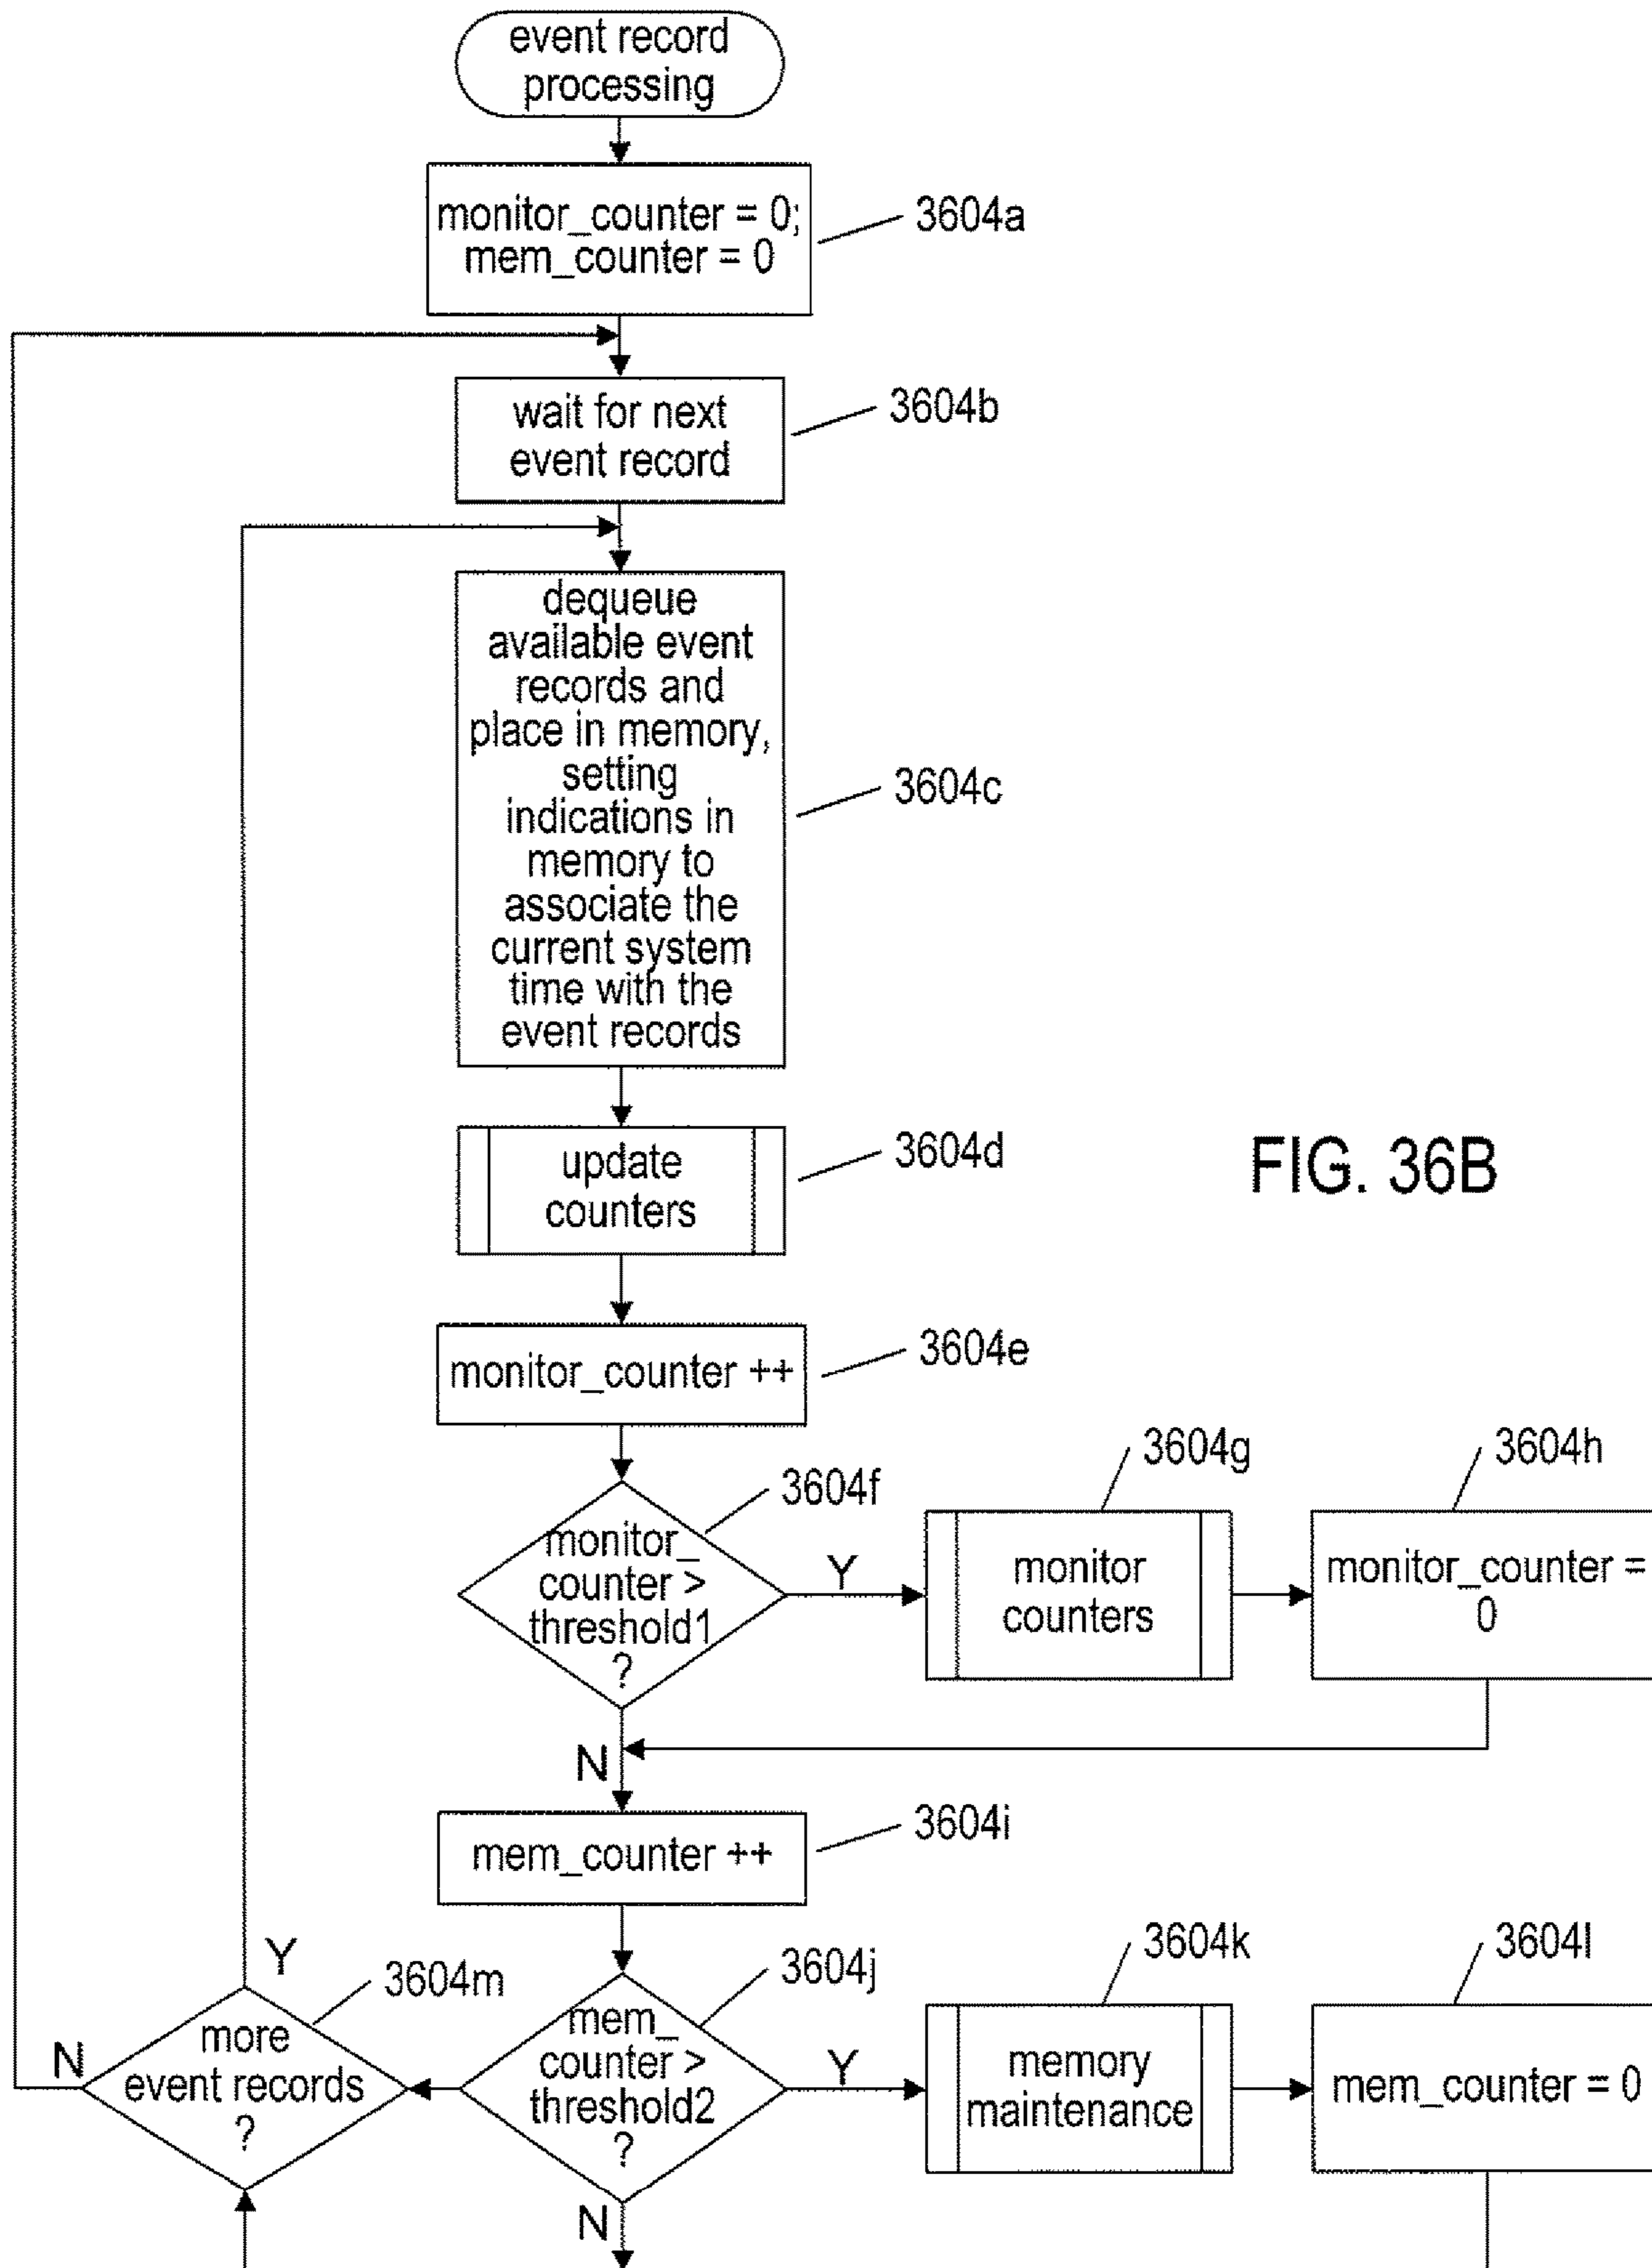 event record
processing
monitor_counter = 0;
mem_counter = 0
3604a
wait for next
event record
3604b
dequeue
available event
records and
place in memory,
setting
indications in
memory to
associate the
current system
time with the
event records
3604c
update
counters
3604d
FIG. 36B
monitor_counter ++
3604e
monitor_
counter >
threshold1
?
3604f
Y
N
monitor
counters
3604g
monitor_counter =
0
3604h
mem_counter ++
3604i
mem_
counter >
threshold2
?
3604j
Y
N
memory
maintenance
3604k
mem_counter = 0
3604l
more
event records
?
3604m
Y
N